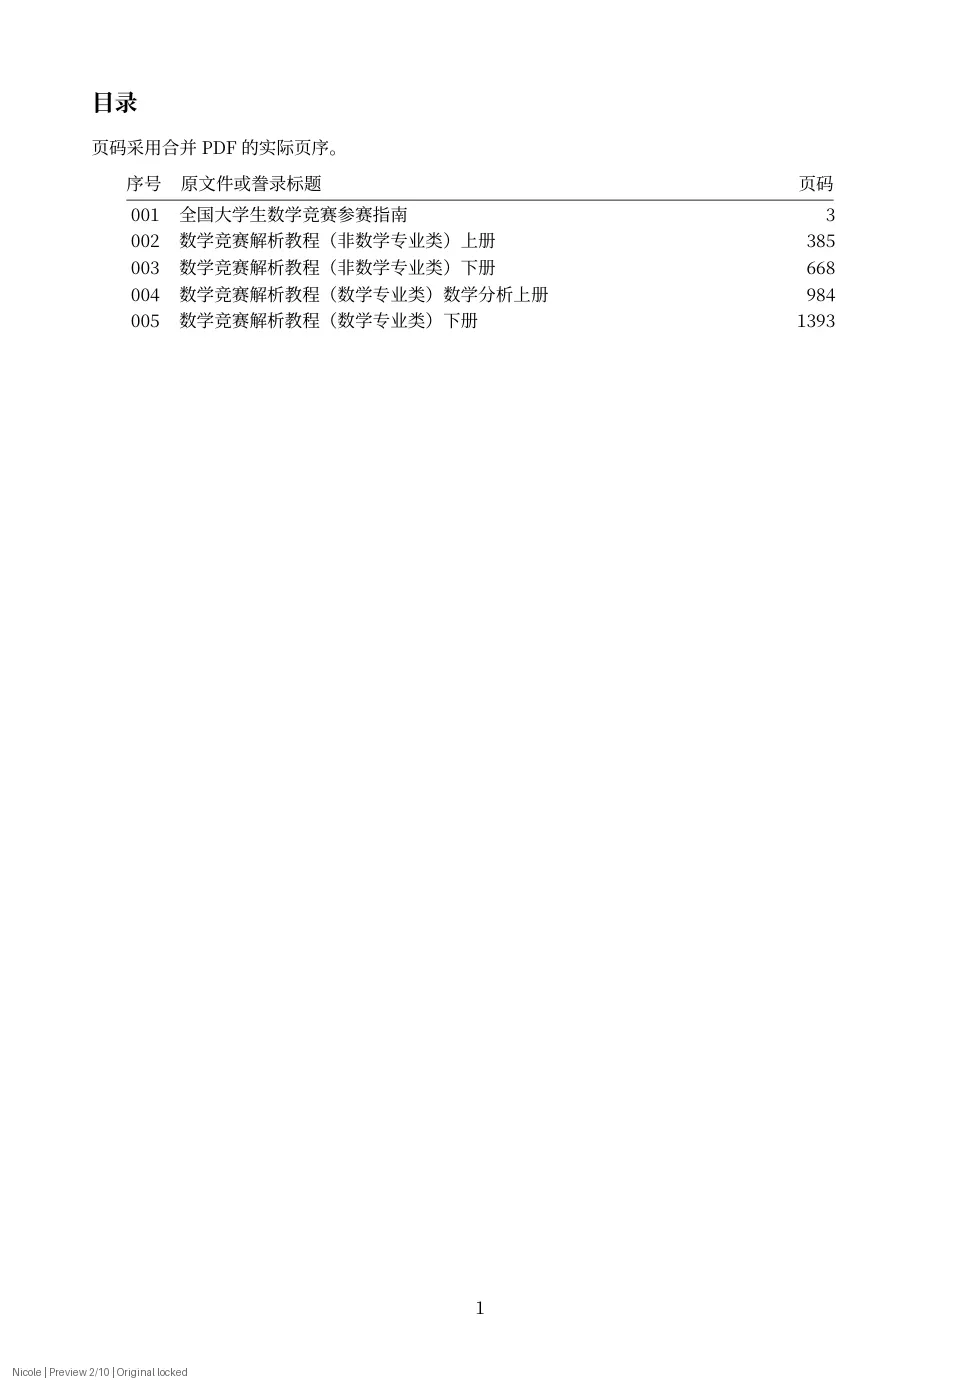 目录
页码采用合并 PDF 的实际页序。
序号 原文件或誊录标题 页码
001 全国大学生数学竞赛参赛指南 3
002 数学竞赛解析教程（非数学专业类）上册 385
003 数学竞赛解析教程（非数学专业类）下册 668
004 数学竞赛解析教程（数学专业类）数学分析上册 984
005 数学竞赛解析教程（数学专业类）下册 1393
1
Nicole | Preview 2/10 | Original locked